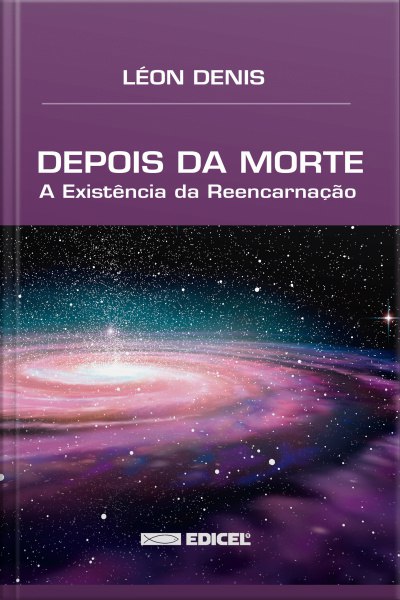 LÉON DENIS
DEPOIS DA MORTE
A Existência da Reencarnação
EDICEL®